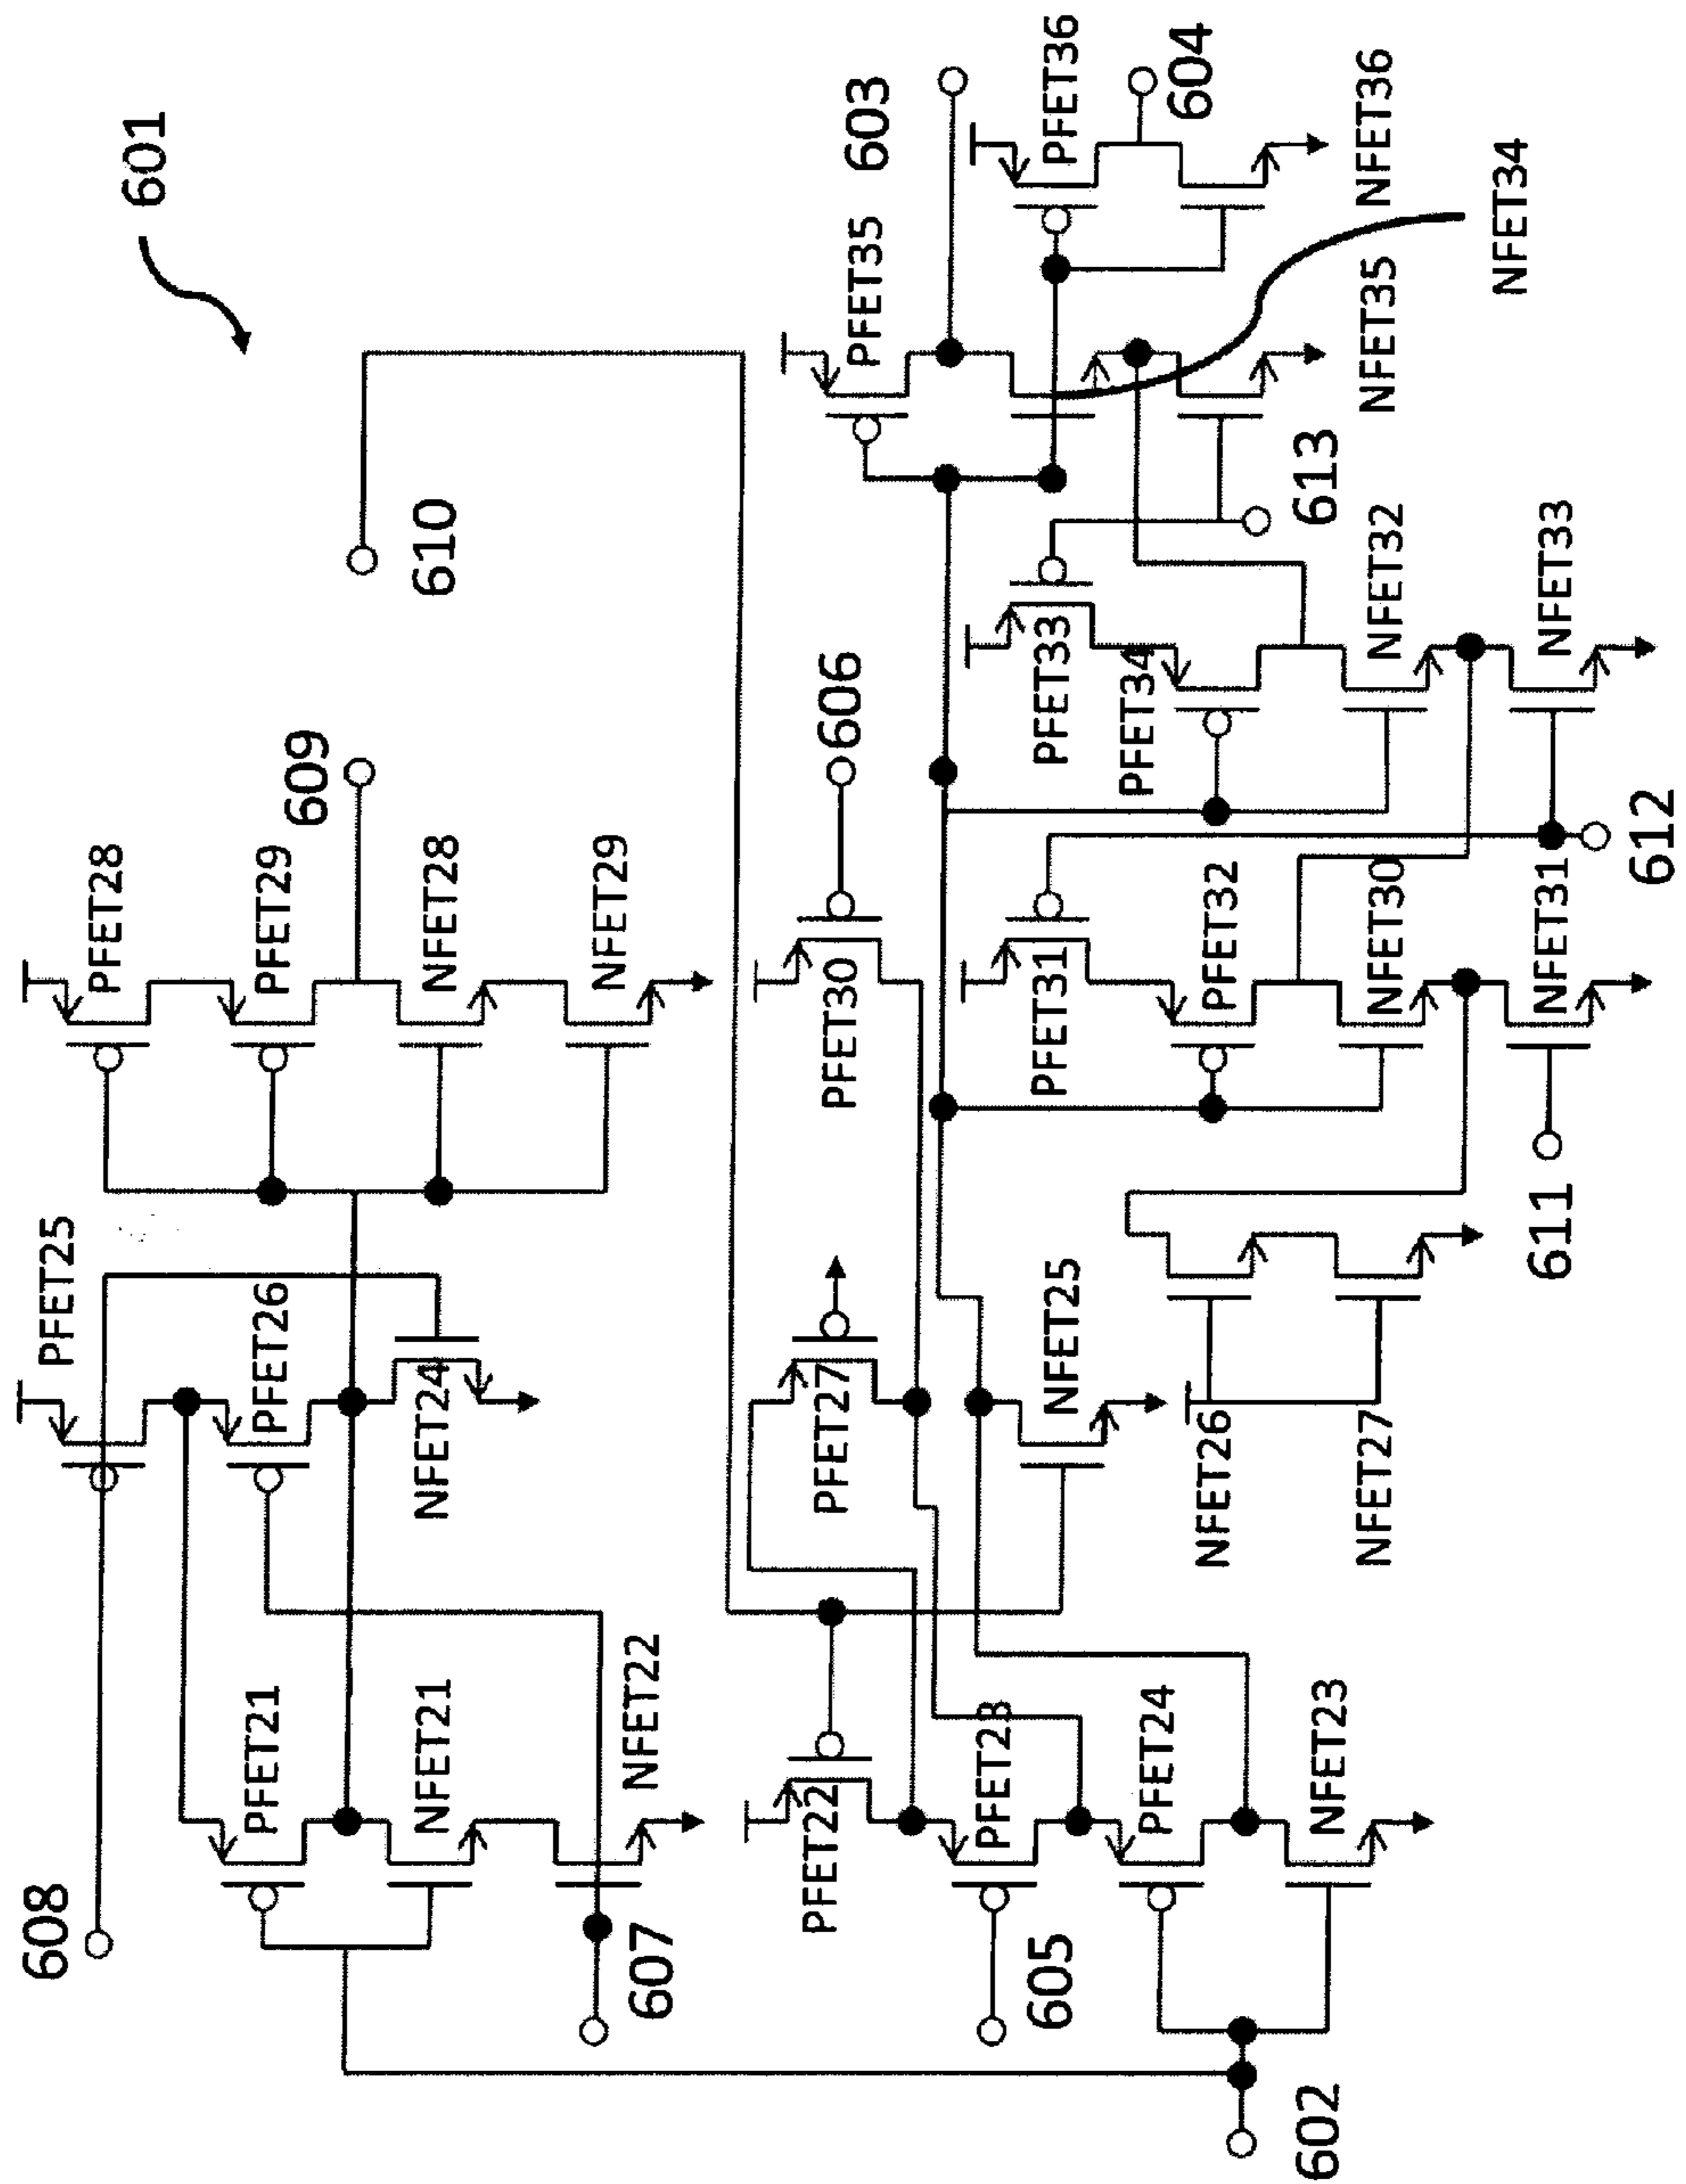 601
608
PFET25
PFET28
PFET21
PFET26
PFET29
609
NFET21
NFET24
NFET28
610
607
NFET22
NFET29
PFET22
PFET27
PFET30
606
PFET35
603
605
PFET23
NFET25
PFET31
PFET33
PFET36
604
PFET24
PFET32
PFET34
613
NFET35
NFET36
602
NFET23
NFET26
NFET30
NFET32
NFET34
NFET27
611
NFET31
612
NFET33